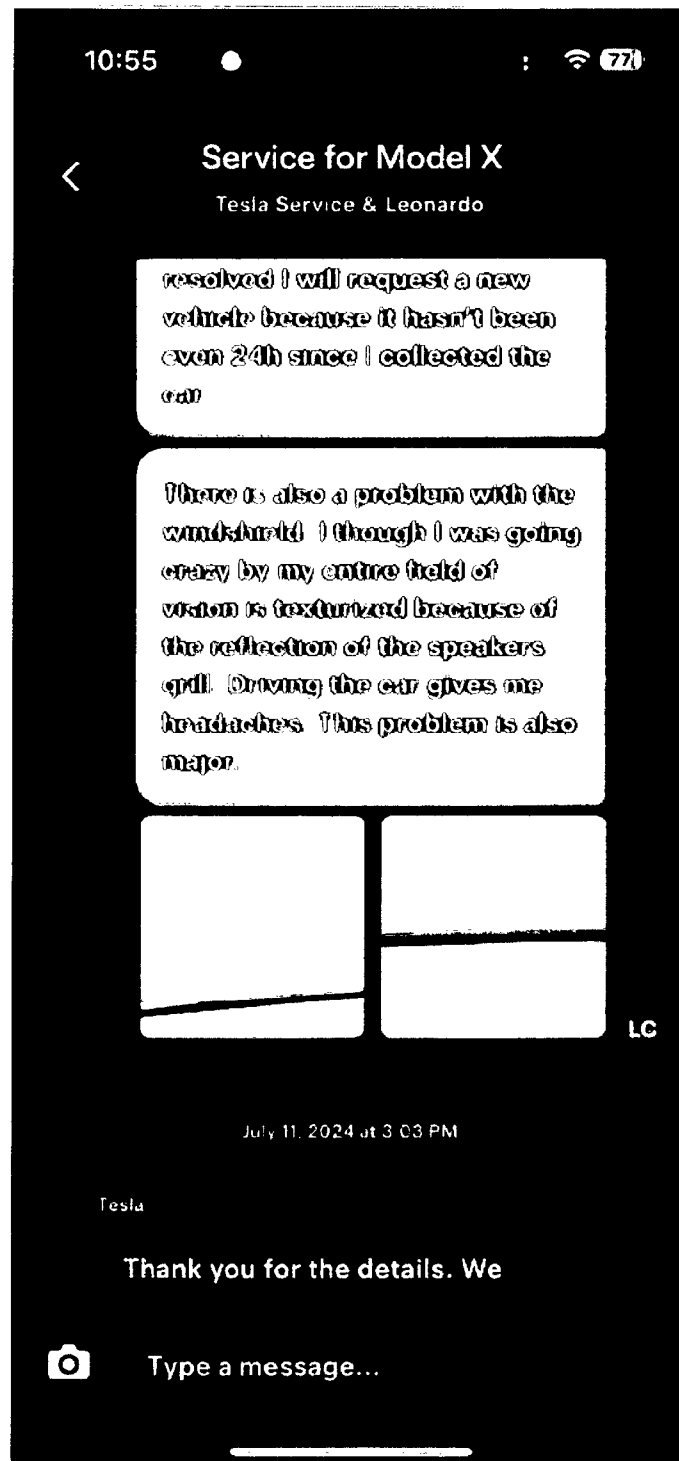 10:55
77
Service for Model X
Tesla Service & Leonardo
resolved I will request a new
vehicle because it hasn't been
even 24h since I collected the
car
There is also a problem with the
windshield. I though I was going
crazy by my entire field of
vision is texturized because of
the reflection of the speakers
grill. Driving the car gives me
headaches. This problem is also
major.
LC
July 11, 2024 at 3:03 PM
Tesla
Thank you for the details. We
Type a message...